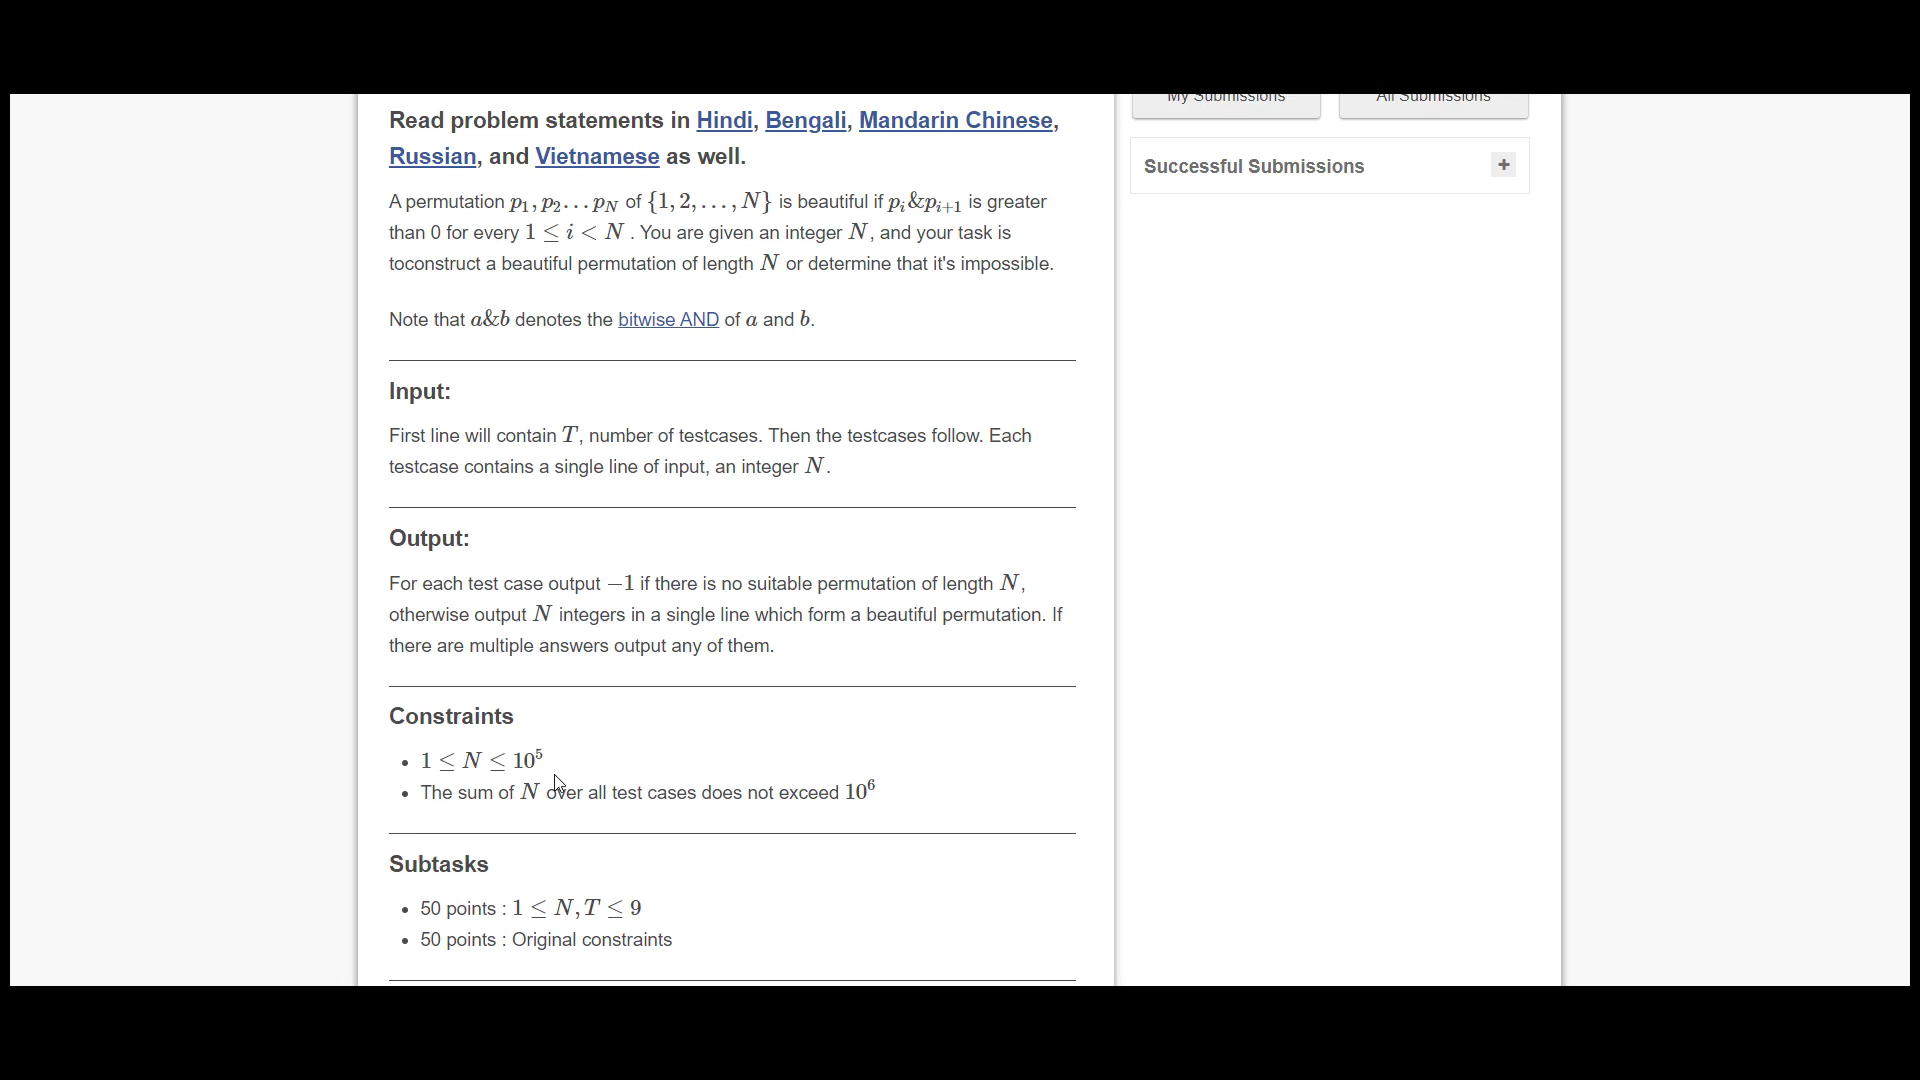 My Submissions
All Submissions
Read problem statements in Hindi, Bengali, Mandarin Chinese,
Russian, and Vietnamese as well.
Successful Submissions +
A permutation p₁, p₂ … p_N of {1, 2, …, N} is beautiful if pᵢ&pᵢ₊₁ is greater
than 0 for every 1 ≤ i < N . You are given an integer N, and your task is
toconstruct a beautiful permutation of length N or determine that it's impossible.
Note that a&b denotes the bitwise AND of a and b.
Input:
First line will contain T, number of testcases. Then the testcases follow. Each
testcase contains a single line of input, an integer N.
Output:
For each test case output −1 if there is no suitable permutation of length N,
otherwise output N integers in a single line which form a beautiful permutation. If
there are multiple answers output any of them.
Constraints
• 1 ≤ N ≤ 10⁵
• The sum of N over all test cases does not exceed 10⁶
Subtasks
• 50 points : 1 ≤ N, T ≤ 9
• 50 points : Original constraints